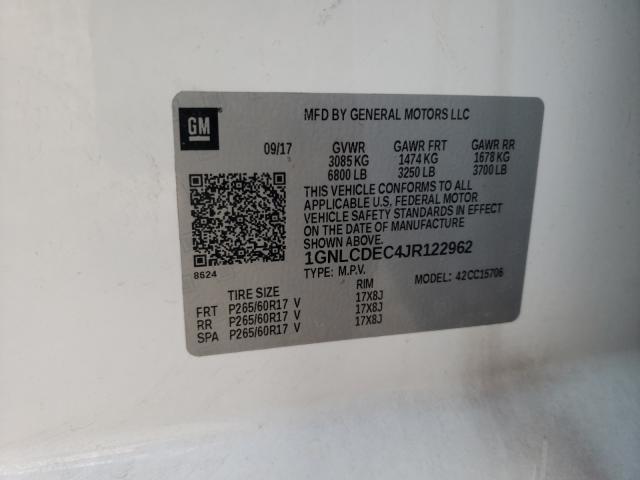 GM
MFD BY GENERAL MOTORS LLC
09/17 GVWR GAWR FRT GAWR RR
3085 KG 1474 KG 1678 KG
6800 LB 3250 LB 3700 LB
THIS VEHICLE CONFORMS TO ALL
APPLICABLE U.S. FEDERAL MOTOR
VEHICLE SAFETY STANDARDS IN EFFECT
ON THE DATE OF MANUFACTURE
SHOWN ABOVE.
1GNLCDEC4JR122962
8624
TYPE: M.P.V. MODEL: 42CC15706
TIRE SIZE RIM
FRT P265/60R17 V 17X8J
RR P265/60R17 V 17X8J
SPA P265/60R17 V 17X8J